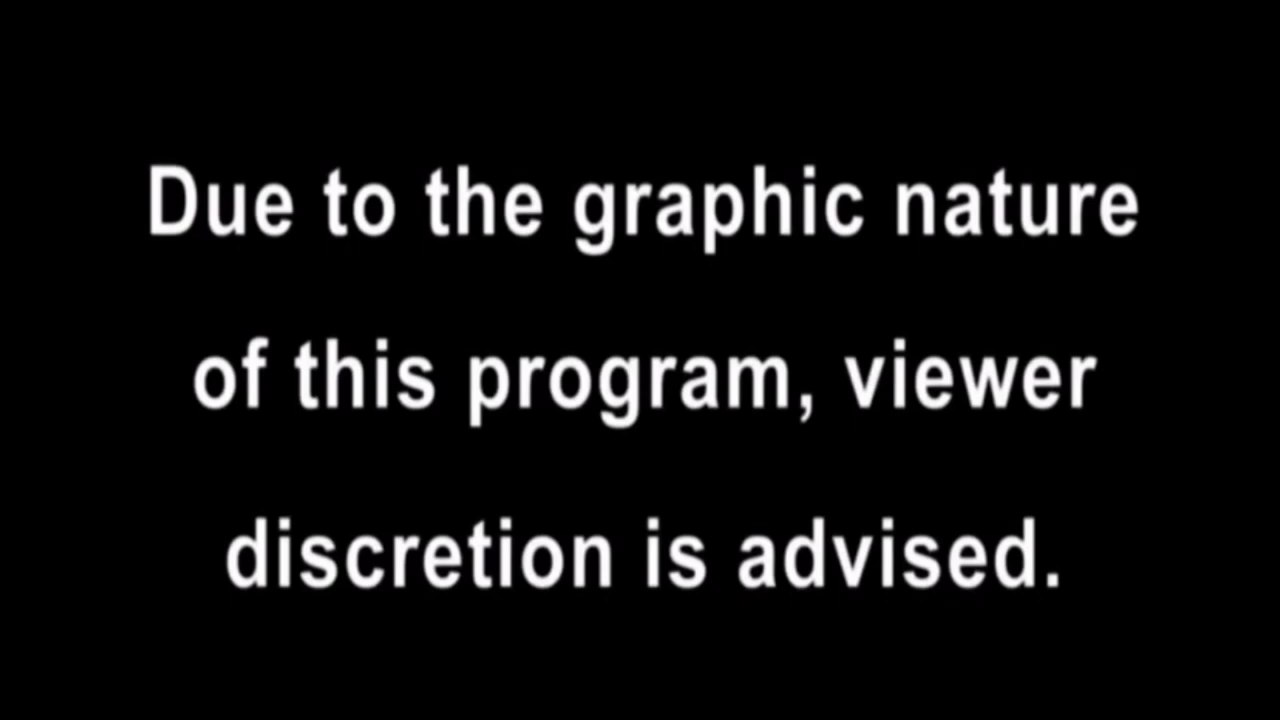 Due to the graphic nature
of this program, viewer
discretion is advised.